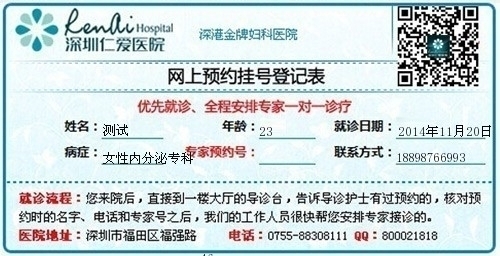 RenAi Hospital
深圳仁爱医院
深港金牌妇科医院
网上预约挂号登记表
优先就诊、全程安排专家一对一诊疗
姓名: 测试 年龄: 23 就诊日期: 2014年11月20日
病症: 女性内分泌专科 专家预约号: 联系方式: 18898766993
就诊流程: 您来院后，直接到一楼大厅的导诊台，告诉导诊护士有过预约的，核对预
约时的名字、电话和专家号之后，我们的工作人员很快帮您安排专家接诊的。
医院地址: 深圳市福田区福强路 电话: 0755-88308111 QQ: 800021818